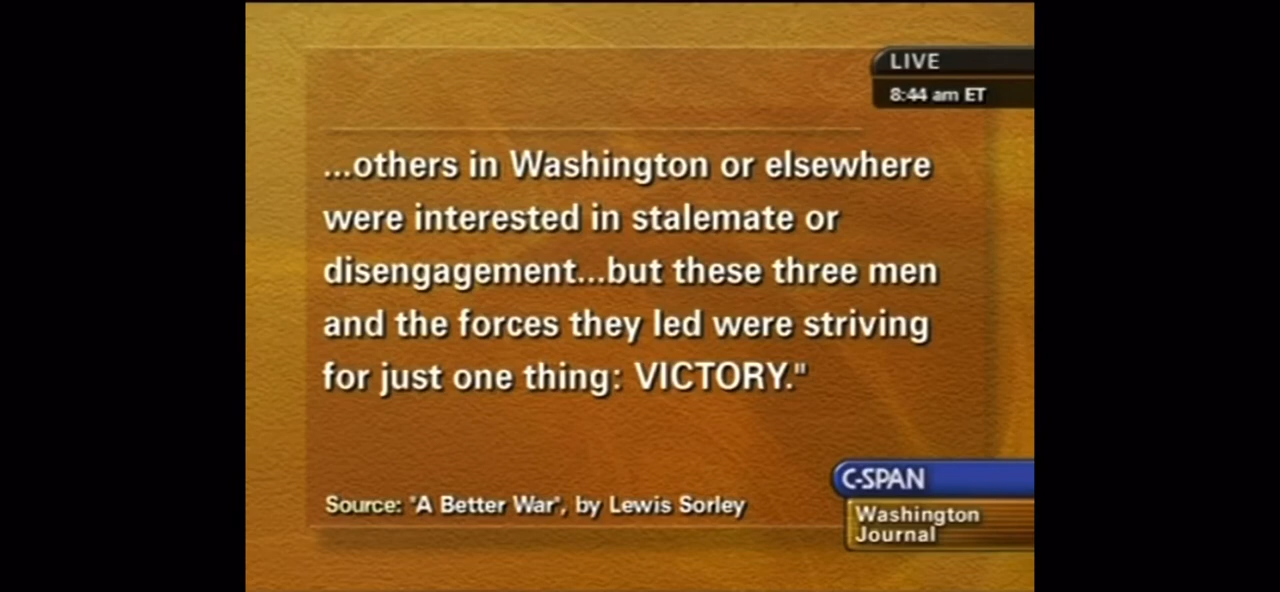 LIVE
8:44 am ET
...others in Washington or elsewhere
were interested in stalemate or
disengagement...but these three men
and the forces they led were striving
for just one thing: VICTORY."
Source: "A Better War", by Lewis Sorley
C-SPAN
Washington
Journal